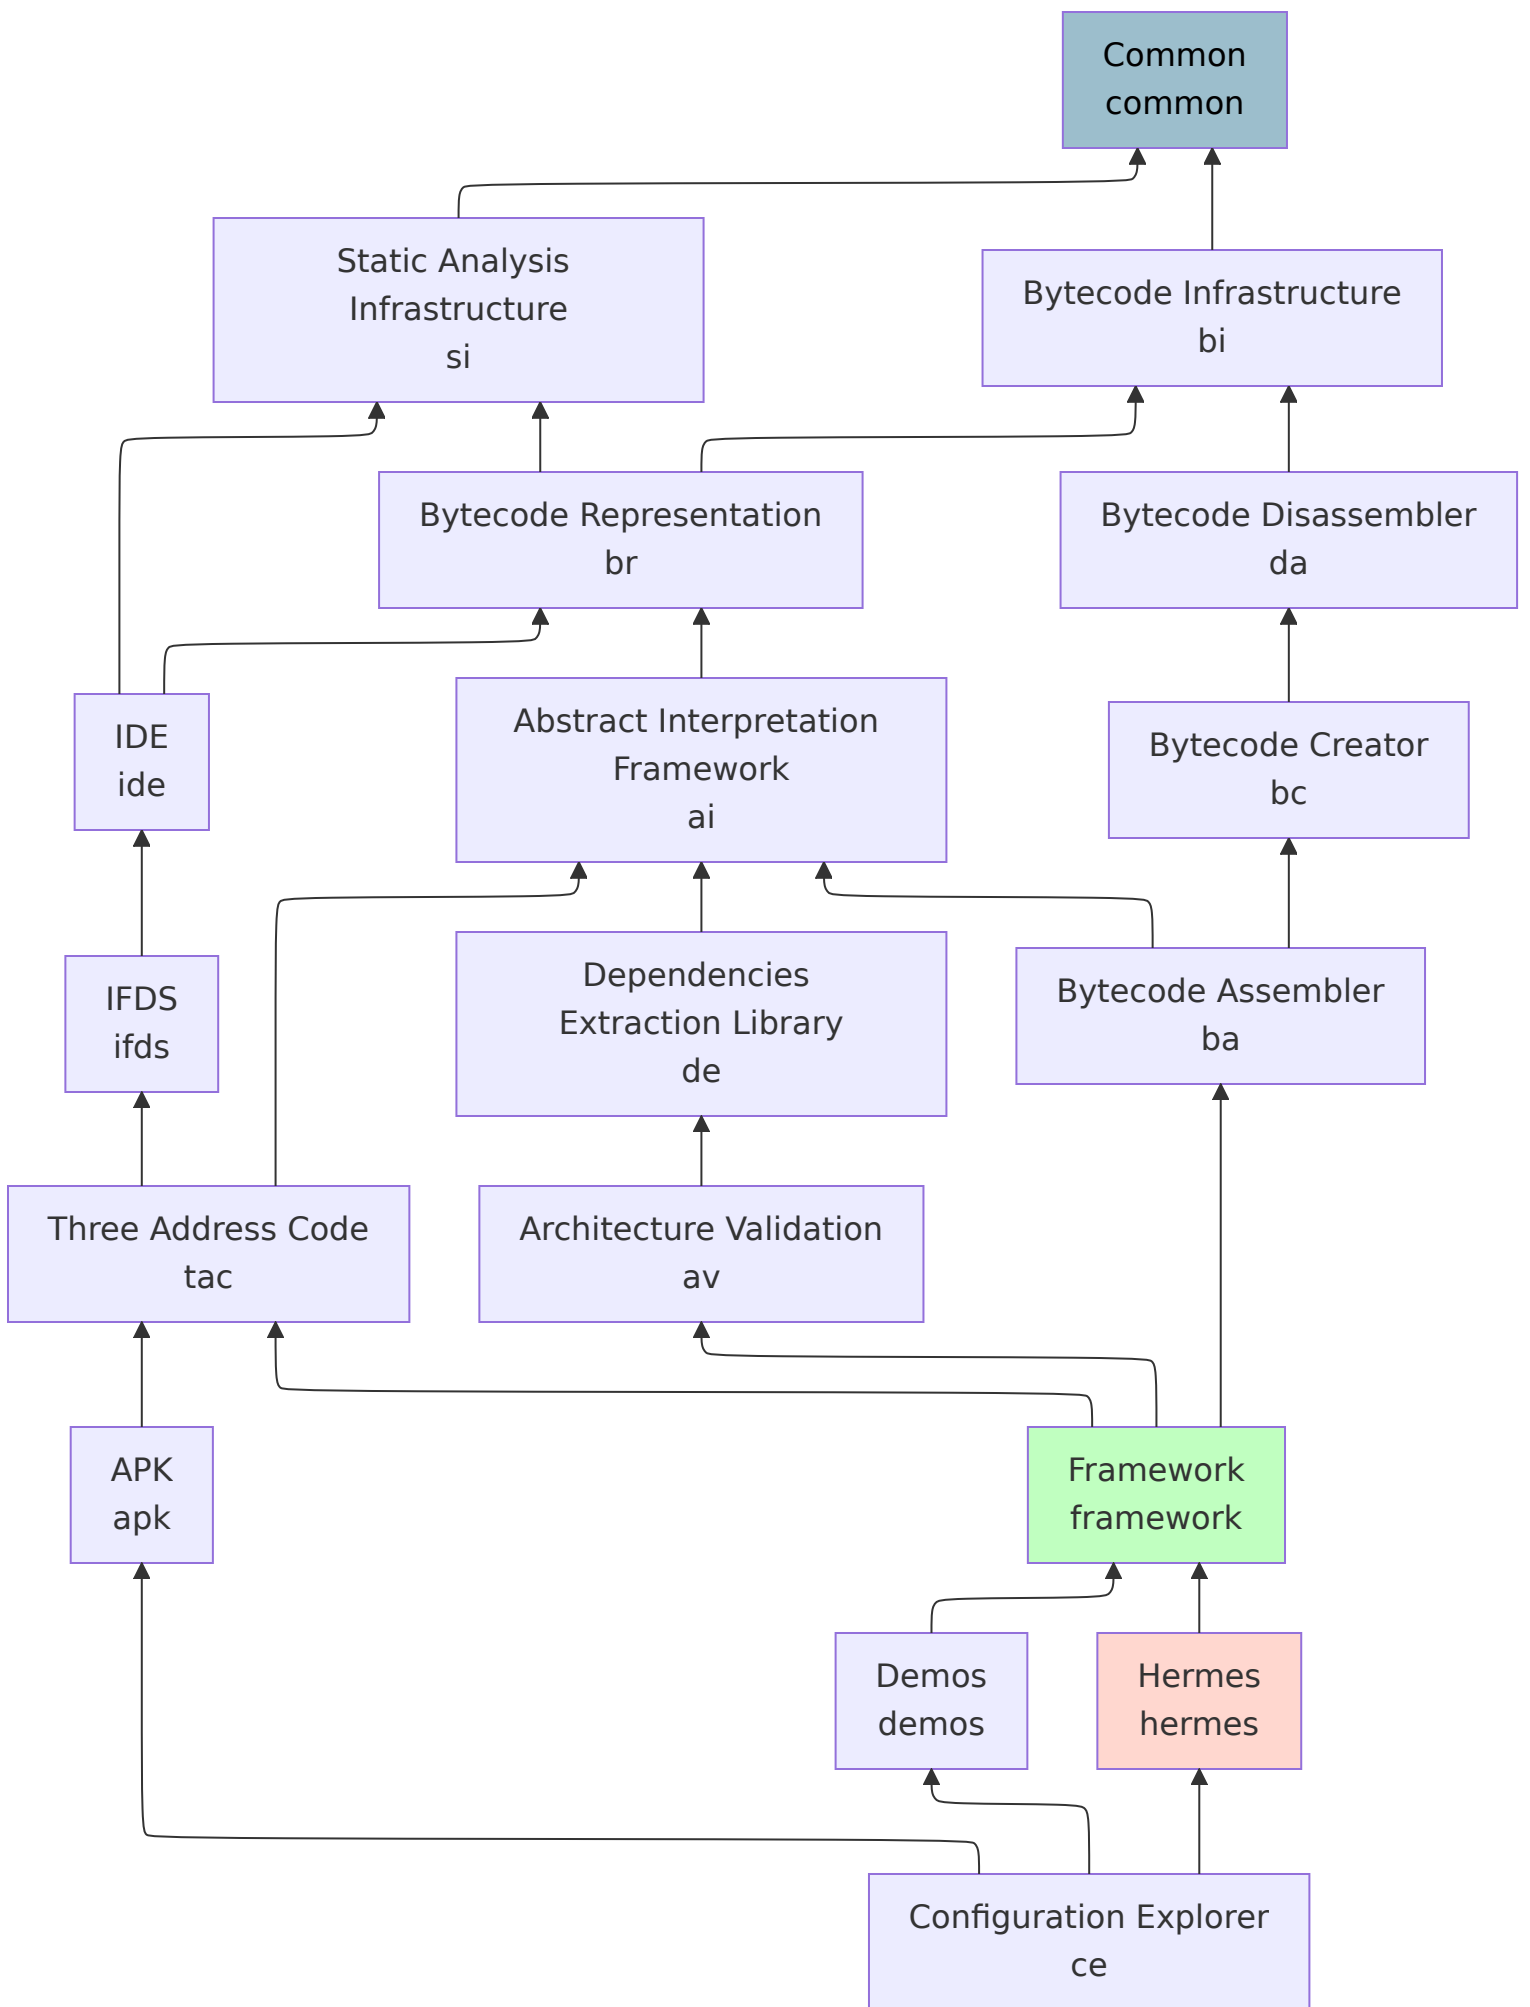 Common
common
Static Analysis
Infrastructure
si
Bytecode Infrastructure
bi
Bytecode Representation
br
Bytecode Disassembler
da
IDE
ide
Abstract Interpretation
Framework
ai
Bytecode Creator
bc
IFDS
ifds
Dependencies
Extraction Library
de
Bytecode Assembler
ba
Three Address Code
tac
Architecture Validation
av
APK
apk
Framework
framework
Demos
demos
Hermes
hermes
Configuration Explorer
ce